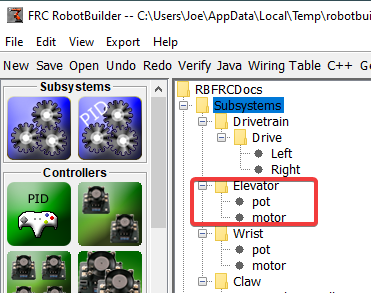 FRC RobotBuilder -- C:\Users\Joe\AppData\Local\Temp\robotbui
File Edit View Export Help
New Save Open Undo Redo Verify Java Wiring Table C++
Subsystems
PID
Controllers
PID
RBFRCDocs
Subsystems
Drivetrain
Drive
Left
Right
Elevator
pot
motor
Wrist
pot
motor
Claw